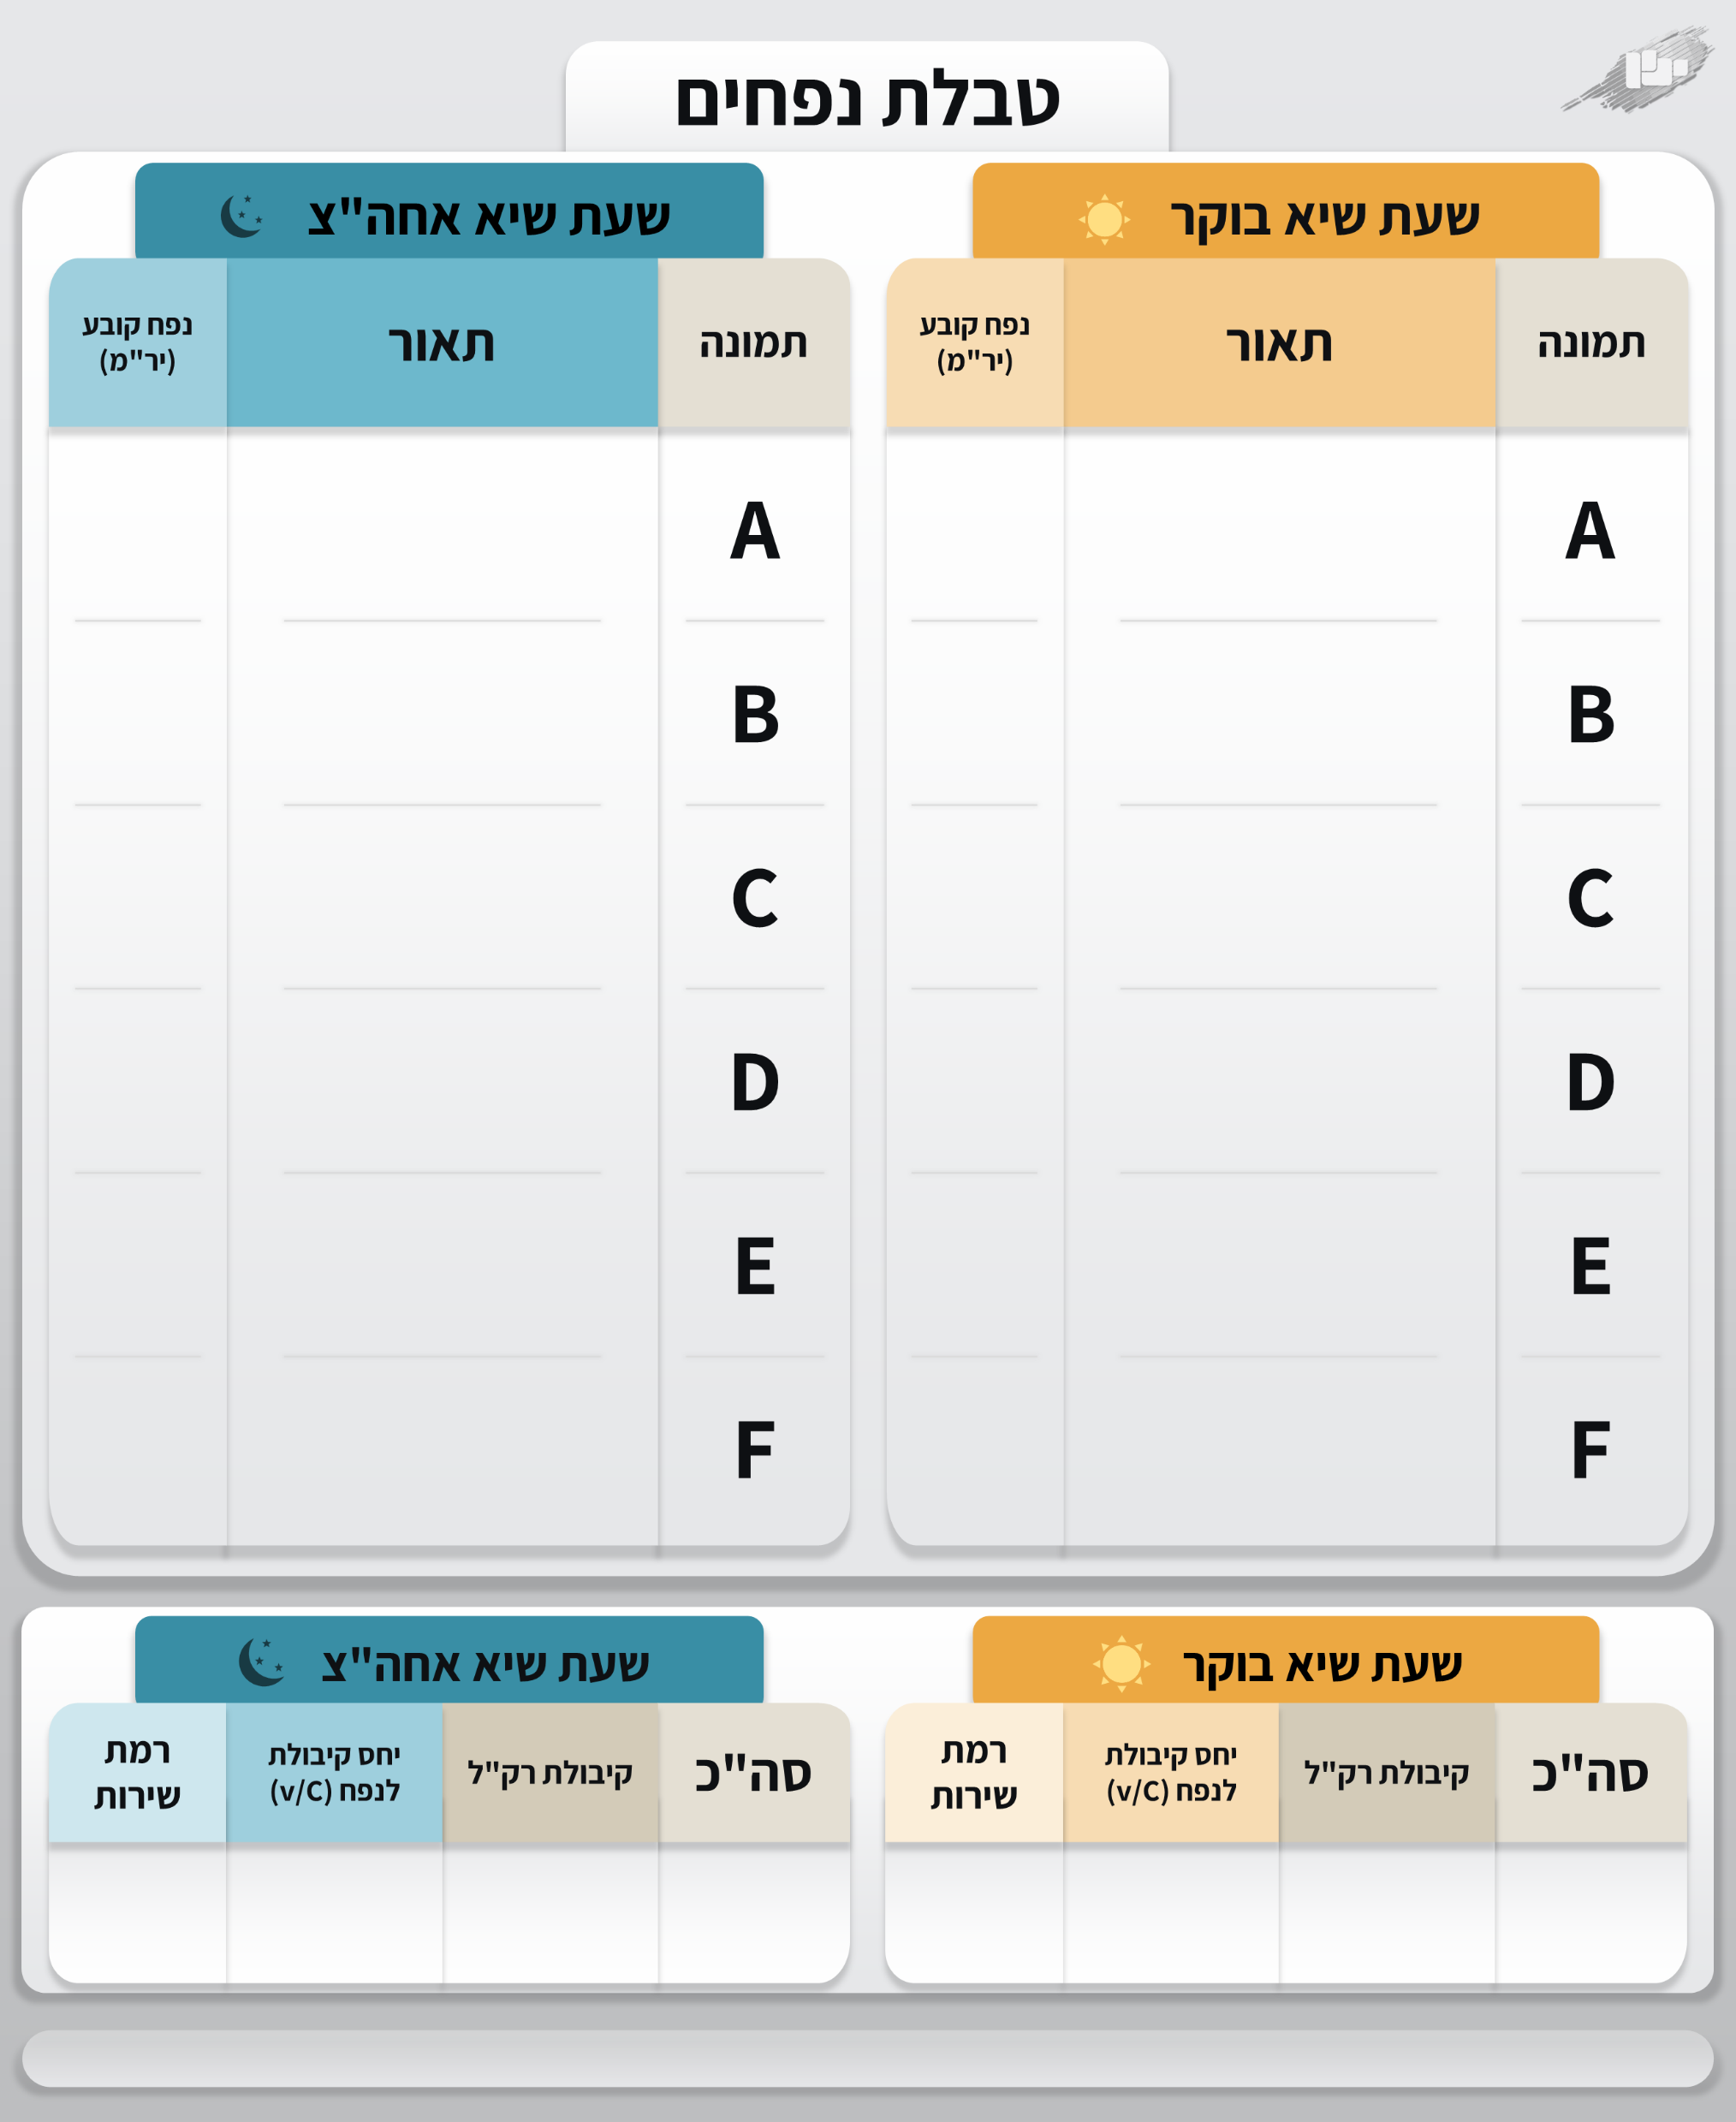 טבלת נפחים
שעת שיא בוקר
תמונה
תאור
נפח קובע
(יר"מ)
A
B
C
D
E
F
שעת שיא אחה"צ
תמונה
תאור
נפח קובע
(יר"מ)
A
B
C
D
E
F
שעת שיא בוקר
סה"כ
קיבולת רק"ל
יחס קיבולת
לנפח (v/C)
רמת
שירות
שעת שיא אחה"צ
סה"כ
קיבולת רק"ל
יחס קיבולת
לנפח (v/C)
רמת
שירות